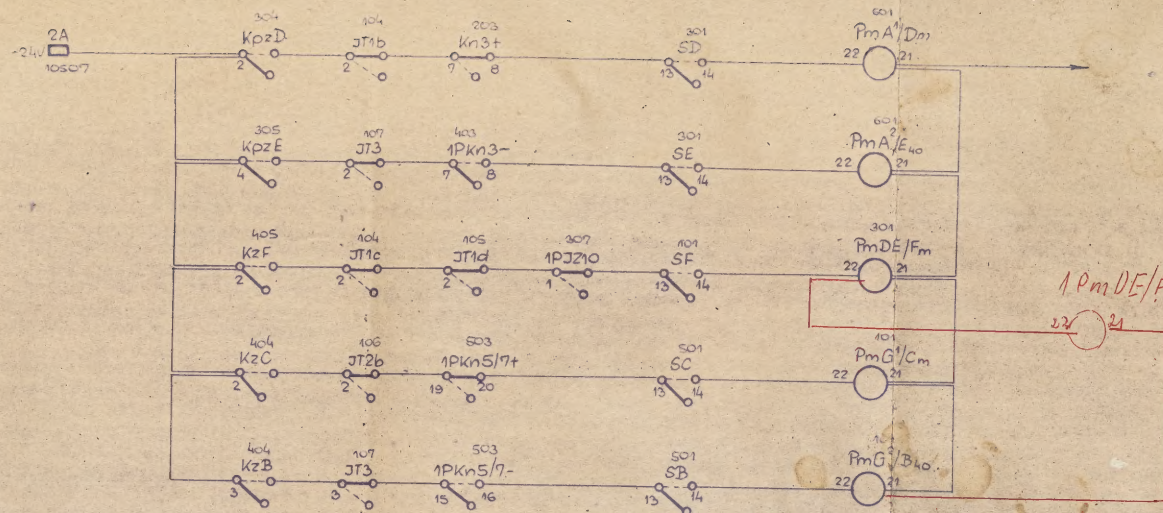 304 104 203 301 601
2A KpzD JT1b Kn3+ SD PmA¹/Dm
-24V 2 2 7 8 13 14 22 21
10507
305 107 403 301 601
KpzE JT3 1PKn3- SE PmA²/E40
4 2 7 8 13 14 22 21
405 104 105 307 101 301
KzF JT1c JT1d 1PJZ10 SF PmDE/Fm
2 2 2 1 13 14 22 21
1PmDE/F
22 21
404 106 503 501 101
KzC JT2b 1PKn5/7+ SC PmG¹/Cm
2 2 19 20 13 14 22 21
404 107 503 501
KzB JT3 1PKn5/7- SB PmG²/B40
3 3 15 16 13 14 22 21